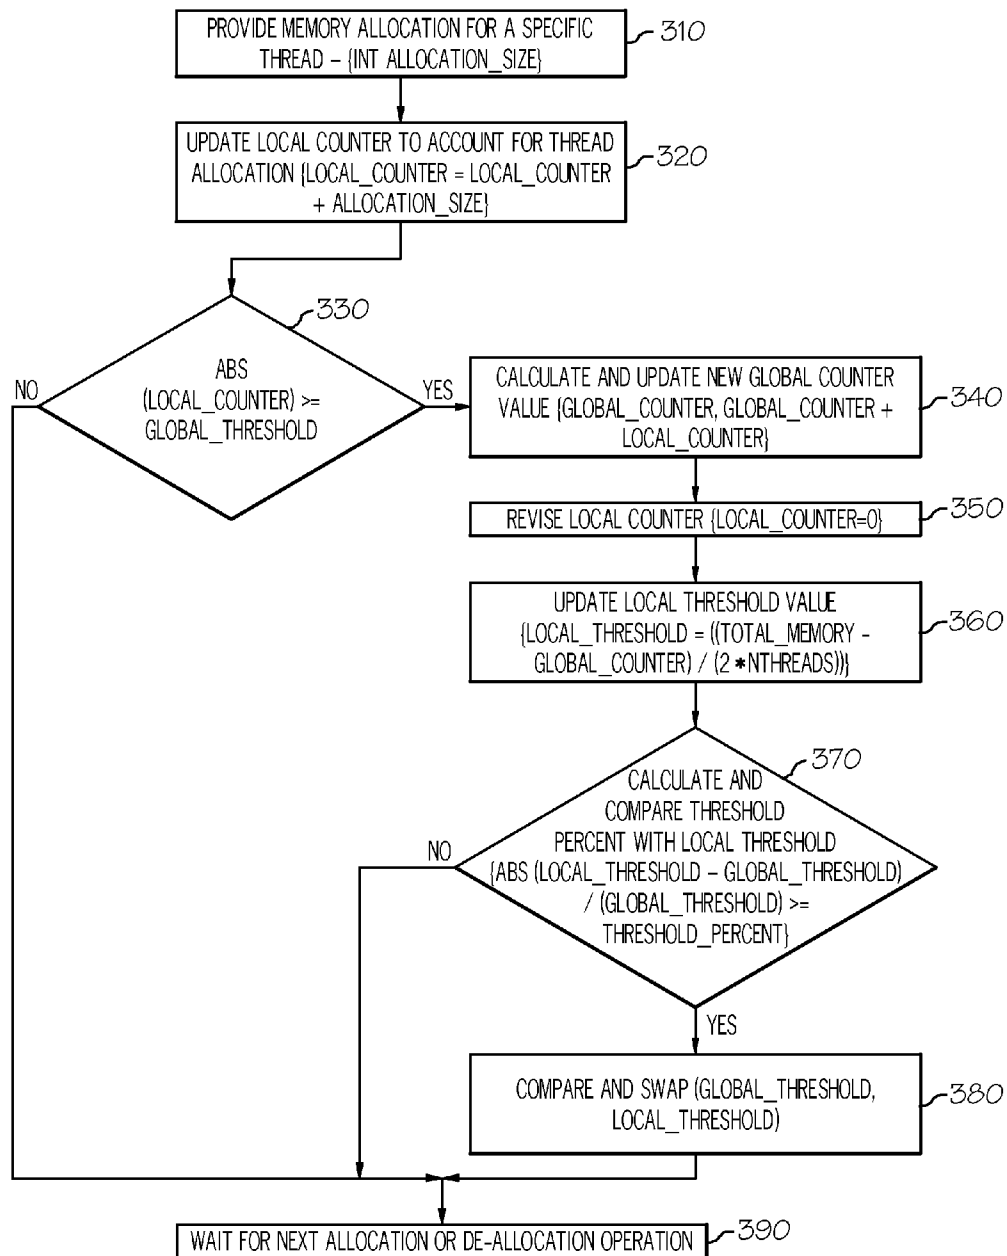 PROVIDE MEMORY ALLOCATION FOR A SPECIFIC
THREAD – {INT ALLOCATION_SIZE}
310
UPDATE LOCAL COUNTER TO ACCOUNT FOR THREAD
ALLOCATION {LOCAL_COUNTER = LOCAL_COUNTER
+ ALLOCATION_SIZE}
320
330
ABS
(LOCAL_COUNTER) >=
GLOBAL_THRESHOLD
NO
YES
CALCULATE AND UPDATE NEW GLOBAL COUNTER
VALUE {GLOBAL_COUNTER, GLOBAL_COUNTER +
LOCAL_COUNTER}
340
REVISE LOCAL COUNTER {LOCAL_COUNTER=0}
350
UPDATE LOCAL THRESHOLD VALUE
{LOCAL_THRESHOLD = ((TOTAL_MEMORY –
GLOBAL_COUNTER) / (2 *NTHREADS))}
360
370
CALCULATE AND
COMPARE THRESHOLD
PERCENT WITH LOCAL THRESHOLD
{ABS (LOCAL_THRESHOLD – GLOBAL_THRESHOLD)
/ (GLOBAL_THRESHOLD) >=
THRESHOLD_PERCENT}
NO
YES
COMPARE AND SWAP (GLOBAL_THRESHOLD,
LOCAL_THRESHOLD)
380
WAIT FOR NEXT ALLOCATION OR DE-ALLOCATION OPERATION
390